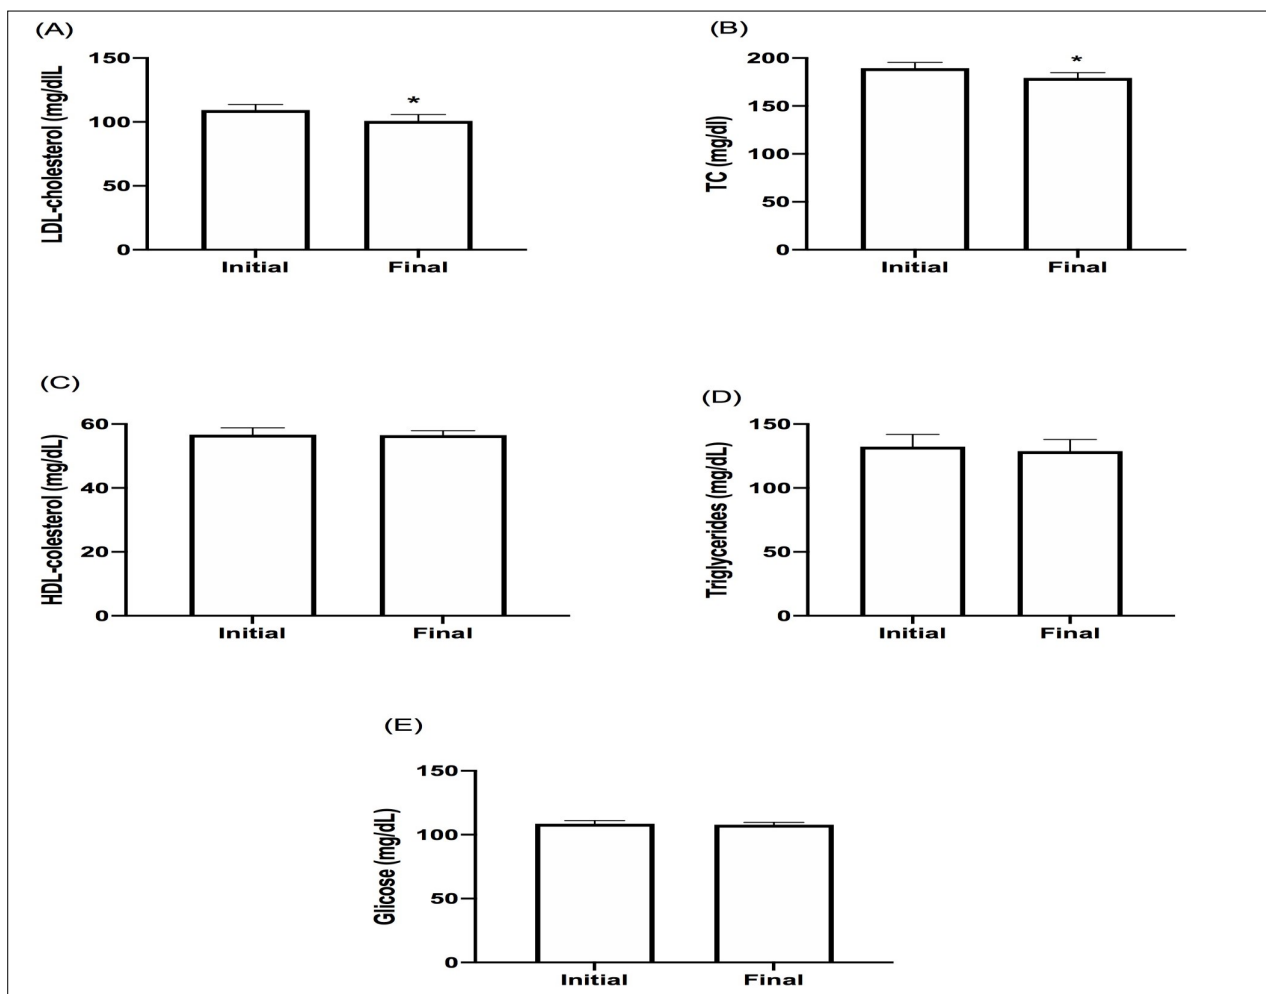 (A)
LDL-cholesterol (mg/dlL
150
100
50
0
*
Initial Final
(B)
TC (mg/dl)
200
150
100
50
0
*
Initial Final
(C)
HDL-colesterol (mg/dL)
60
40
20
0
Initial Final
(D)
Triglycerides (mg/dL)
150
100
50
0
Initial Final
(E)
Glicose (mg/dL)
150
100
50
0
Initial Final